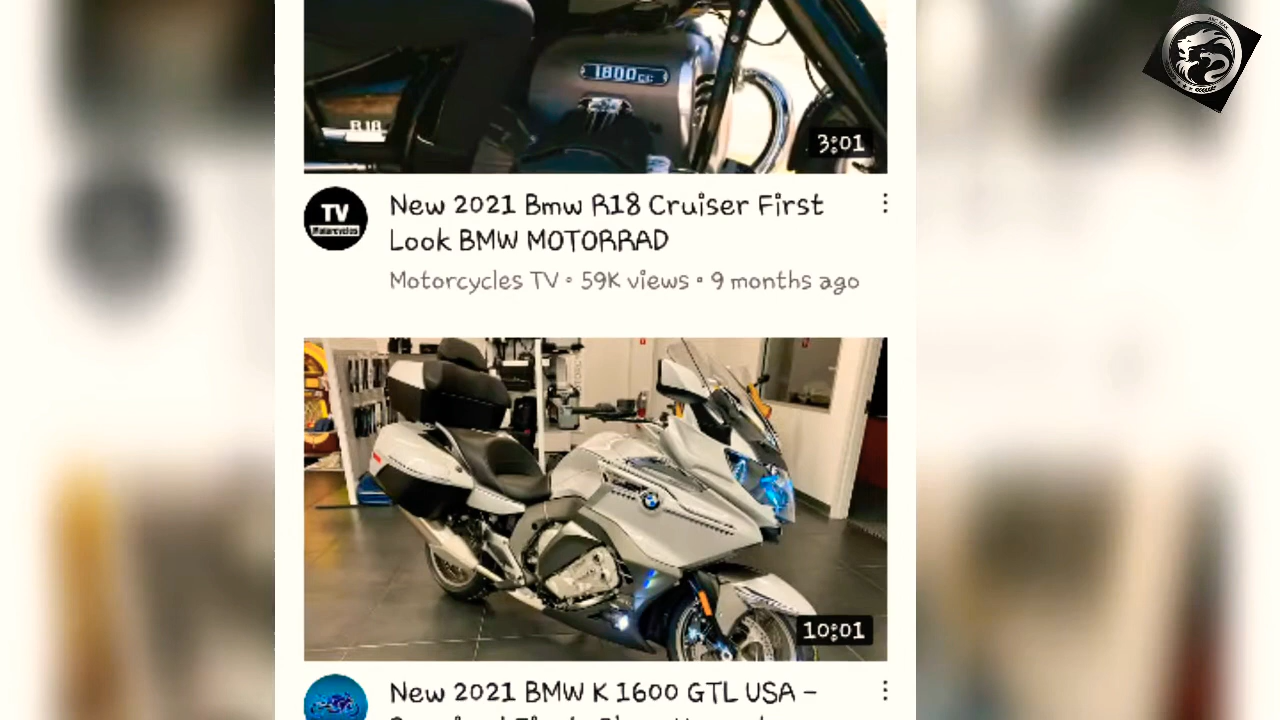 1800cc
R18
3:01
TV
Motorcycles
New 2021 Bmw R18 Cruiser First
Look BMW MOTORRAD
Motorcycles TV • 59K views • 9 months ago
10:01
New 2021 BMW K 1600 GTL USA –